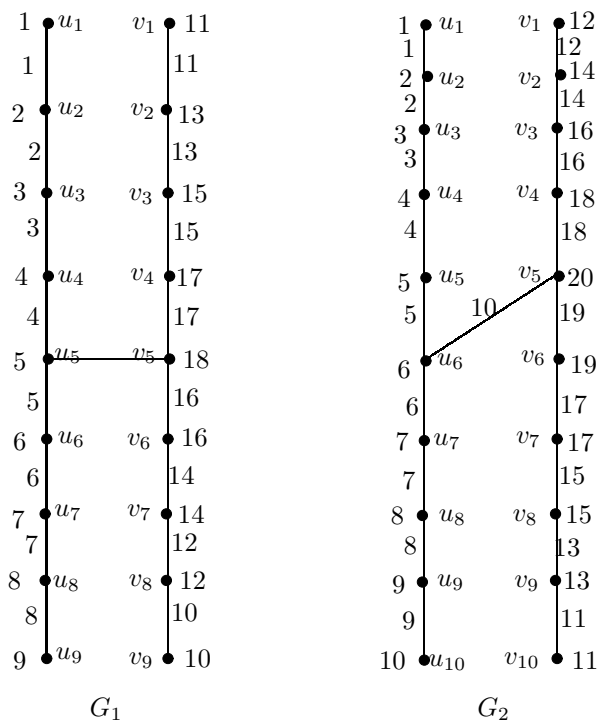 1 u₁ v₁ 11 1 u₁ v₁ 12
1 11 1 12
2 u₂ v₂ 14
2 u₂ v₂ 13 2 14
2 13 3 u₃ v₃ 16
3 16
3 u₃ v₃ 15 4 u₄ v₄ 18
3 15 4 18
4 u₄ v₄ 17 5 u₅ v₅ 20
4 17 5 10 19
5 u₅ v₅ 18 6 u₆ v₆ 19
5 16 6 17
6 u₆ v₆ 16 7 u₇ v₇ 17
6 14 7 15
7 u₇ v₇ 14 8 u₈ v₈ 15
7 12 8 13
8 u₈ v₈ 12 9 u₉ v₉ 13
8 10 9 11
9 u₉ v₉ 10 10 u₁₀ v₁₀ 11
G₁ G₂